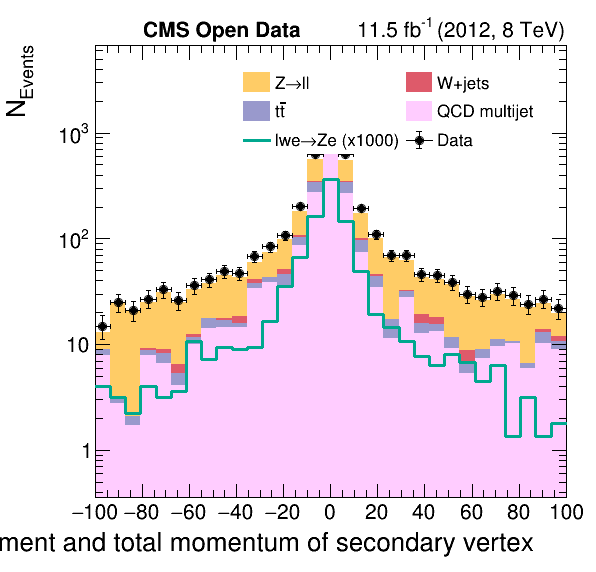 CMS Open Data 11.5 fb⁻¹ (2012, 8 TeV)
N_Events
Z→ll W+jets
tt̄ QCD multijet
lwe→Ze (x1000) Data
10³
10²
10
1
−100 −80 −60 −40 −20 0 20 40 60 80 100
ment and total momentum of secondary vertex